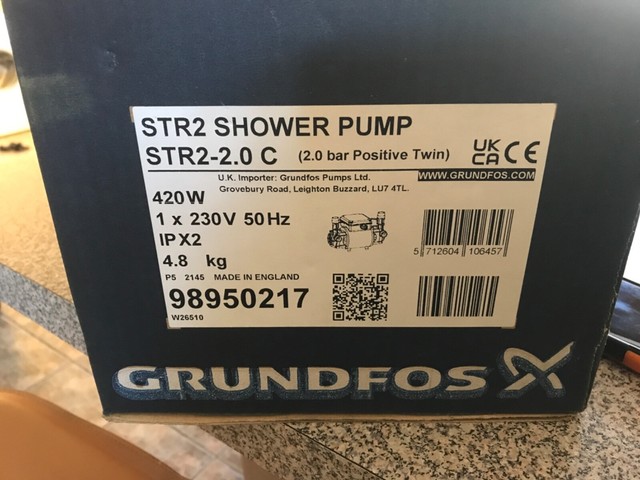 STR2 SHOWER PUMP
STR2-2.0 C (2.0 bar Positive Twin)
UK
CA CE
U.K. Importer: Grundfos Pumps Ltd.
Grovebury Road, Leighton Buzzard, LU7 4TL.
WWW.GRUNDFOS.COM
420W
1 x 230V 50Hz
IPX2
4.8 kg
P5 2145 MADE IN ENGLAND
98950217
W26510
5 712604 106457
GRUNDFOS